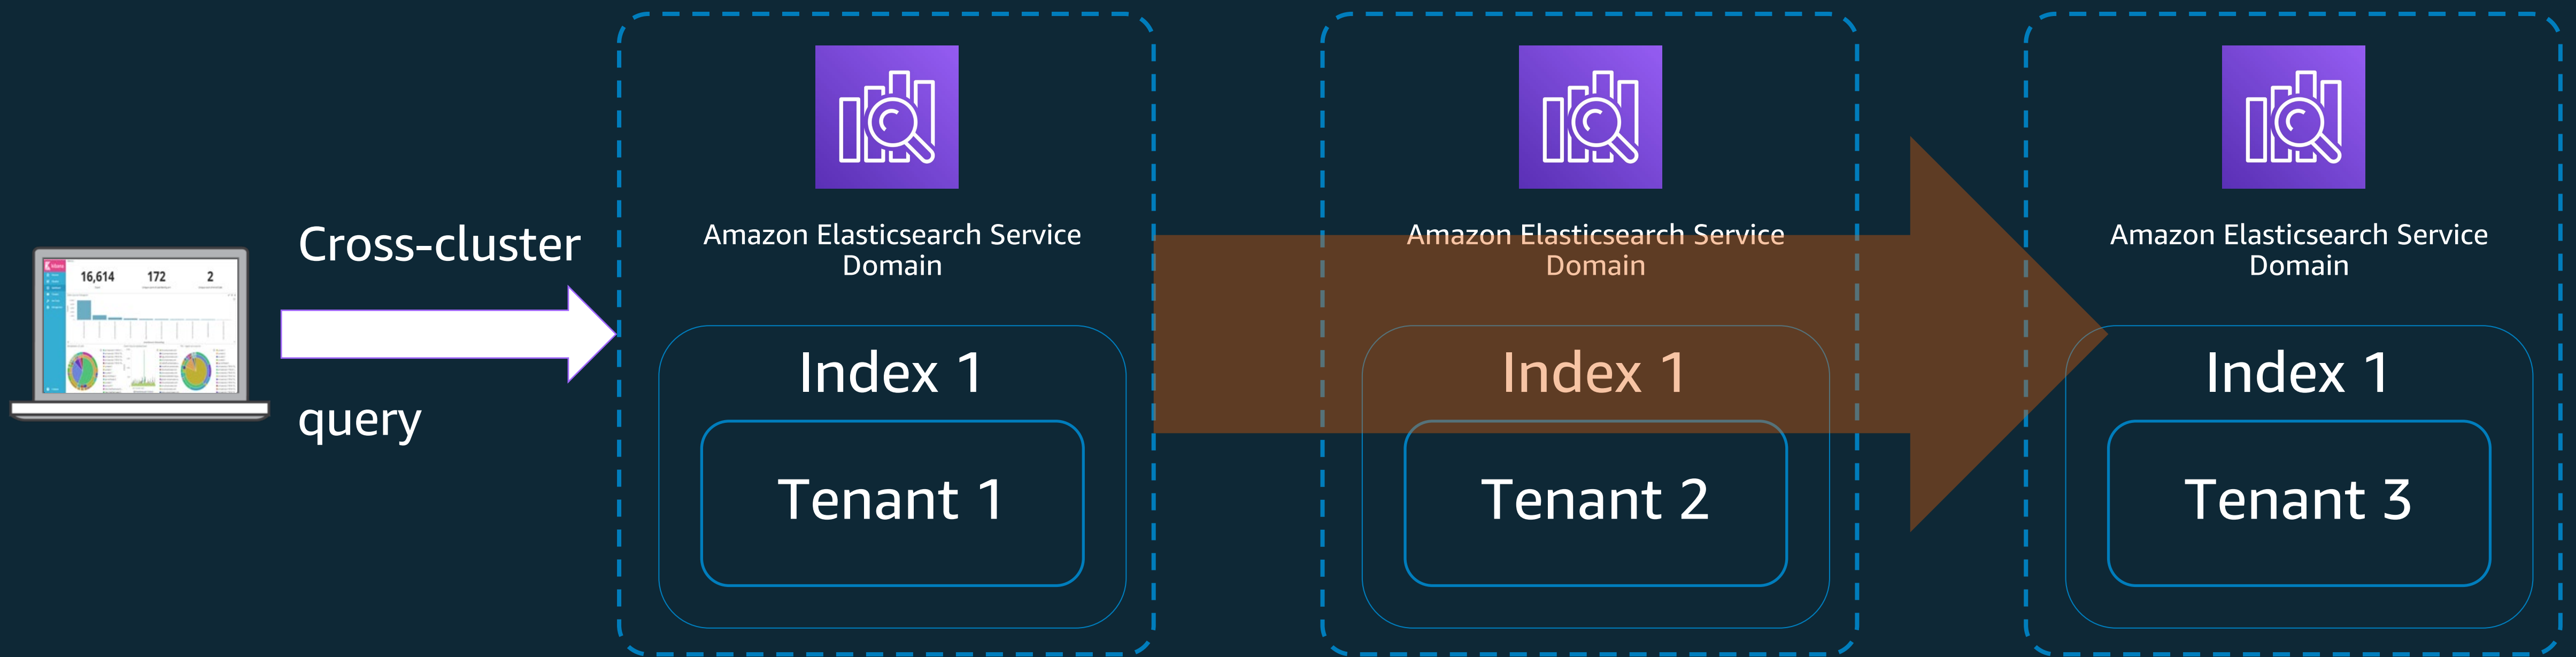 16,614
172
2
Cross-cluster
query
Amazon Elasticsearch Service
Domain
Index 1
Tenant 1
Amazon Elasticsearch Service
Domain
Index 1
Tenant 2
Amazon Elasticsearch Service
Domain
Index 1
Tenant 3